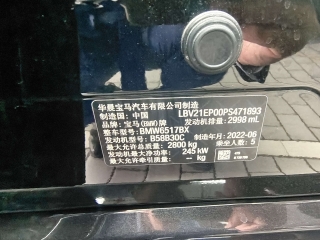 华晨宝马汽车有限公司制造
制造国：中国 LBV21EP00PS471893
品牌：宝马(BMW)牌 发动机排量：2998 mL
整车型号：BMW6517BX
发动机型号：B58B30C 制造年月：2022-06
最大允许总质量：2800 kg 乘坐人数：5
发动机最大净功率：245 kW
最大允许牵引质量：-- kg